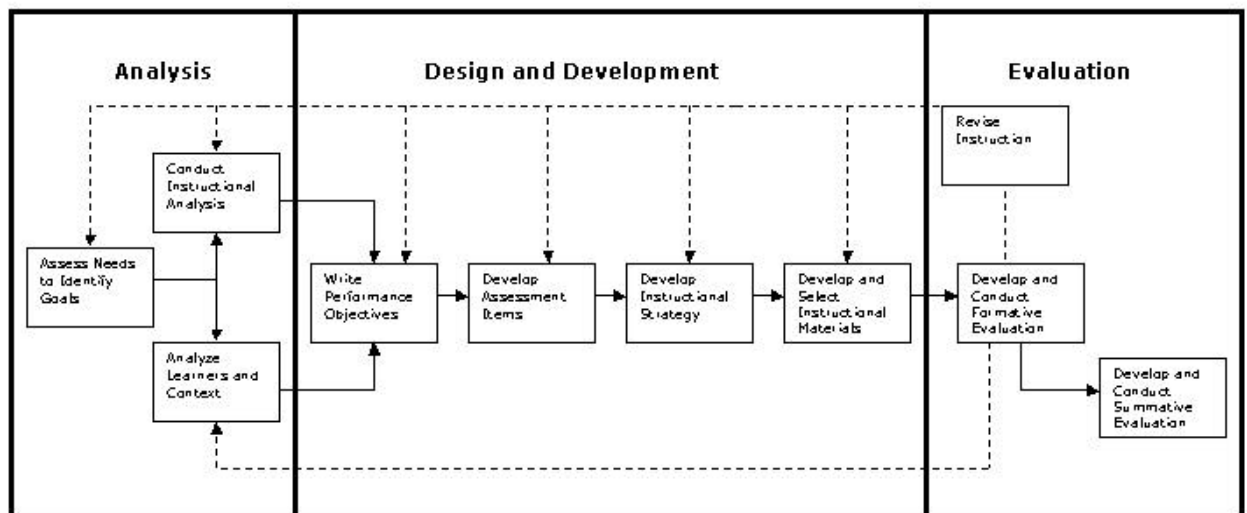 Analysis
Design and Development
Evaluation
Revise
Instruction
Conduct
Instructional
Analysis
Assess Needs
to Identify
Goals
Write
Performance
Objectives
Develop
Assessment
Items
Develop
Instructional
Strategy
Develop and
Select
Instructional
Materials
Develop and
Conduct
Formative
Evaluation
Analyze
Learners and
Context
Develop and
Conduct
Summative
Evaluation